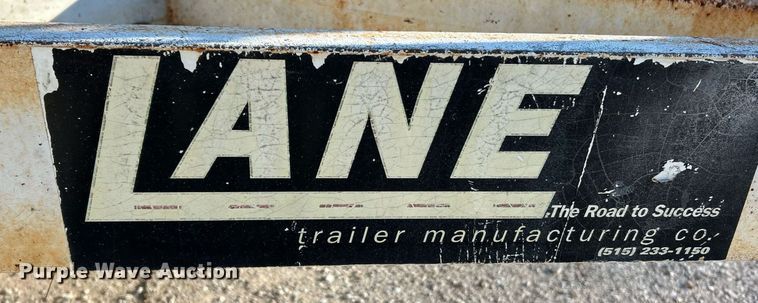 LANE
The Road to Success
trailer manufacturing co.
(515) 233-1150
Purple Wave Auction